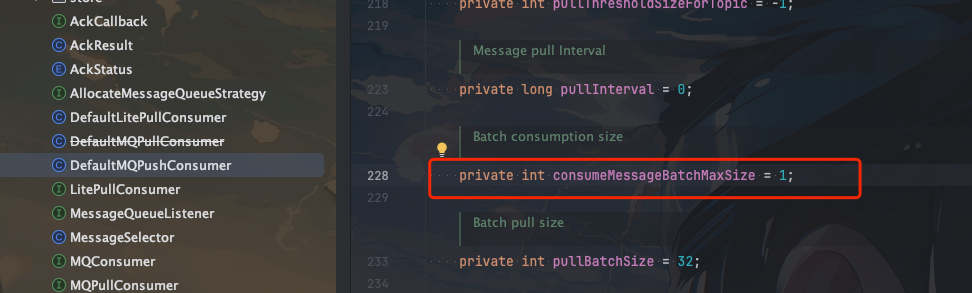 store
AckCallback
AckResult
AckStatus
AllocateMessageQueueStrategy
DefaultLitePullConsumer
DefaultMQPullConsumer
DefaultMQPushConsumer
LitePullConsumer
MessageQueueListener
MessageSelector
MQConsumer
MQPullConsumer
218 private int pullThresholdSizeForTopic = -1;
219
Message pull Interval
223 private long pullInterval = 0;
224
Batch consumption size
228 private int consumeMessageBatchMaxSize = 1;
229
Batch pull size
233 private int pullBatchSize = 32;
234